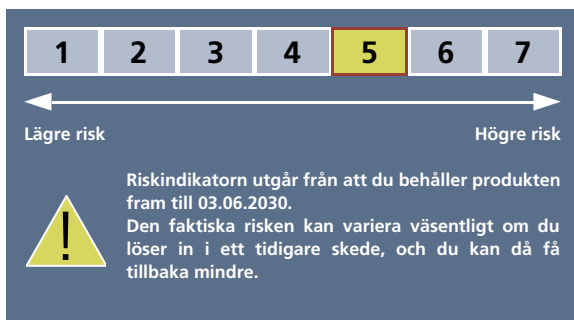 1 2 3 4 5 6 7
Lägre risk Högre risk
Riskindikatorn utgår från att du behåller produkten
fram till 03.06.2030.
Den faktiska risken kan variera väsentligt om du
löser in i ett tidigare skede, och du kan då få
tillbaka mindre.
!